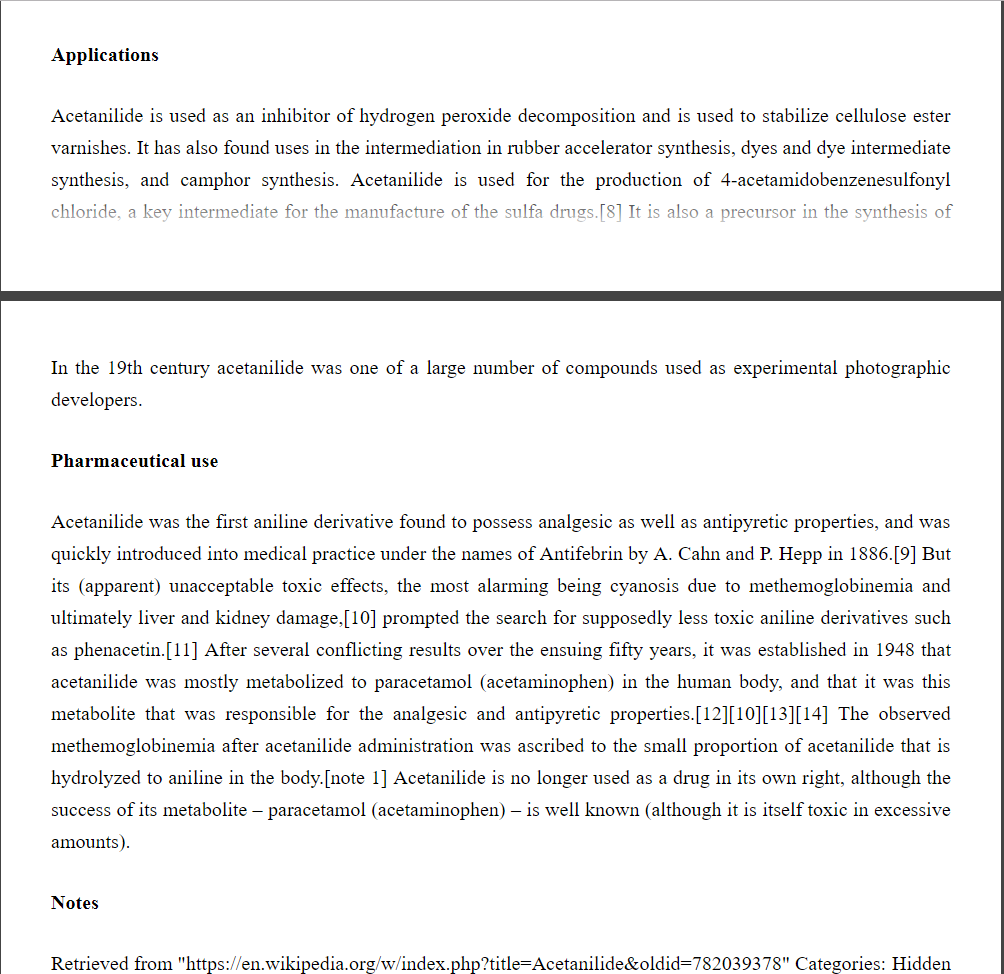 Applications
Acetanilide is used as an inhibitor of hydrogen peroxide decomposition and is used to stabilize cellulose ester
varnishes. It has also found uses in the intermediation in rubber accelerator synthesis, dyes and dye intermediate
synthesis, and camphor synthesis. Acetanilide is used for the production of 4-acetamidobenzenesulfonyl
chloride, a key intermediate for the manufacture of the sulfa drugs.[8] It is also a precursor in the synthesis of
In the 19th century acetanilide was one of a large number of compounds used as experimental photographic
developers.
Pharmaceutical use
Acetanilide was the first aniline derivative found to possess analgesic as well as antipyretic properties, and was
quickly introduced into medical practice under the names of Antifebrin by A. Cahn and P. Hepp in 1886.[9] But
its (apparent) unacceptable toxic effects, the most alarming being cyanosis due to methemoglobinemia and
ultimately liver and kidney damage,[10] prompted the search for supposedly less toxic aniline derivatives such
as phenacetin.[11] After several conflicting results over the ensuing fifty years, it was established in 1948 that
acetanilide was mostly metabolized to paracetamol (acetaminophen) in the human body, and that it was this
metabolite that was responsible for the analgesic and antipyretic properties.[12][10][13][14] The observed
methemoglobinemia after acetanilide administration was ascribed to the small proportion of acetanilide that is
hydrolyzed to aniline in the body.[note 1] Acetanilide is no longer used as a drug in its own right, although the
success of its metabolite – paracetamol (acetaminophen) – is well known (although it is itself toxic in excessive
amounts).
Notes
Retrieved from "https://en.wikipedia.org/w/index.php?title=Acetanilide&oldid=782039378" Categories: Hidden